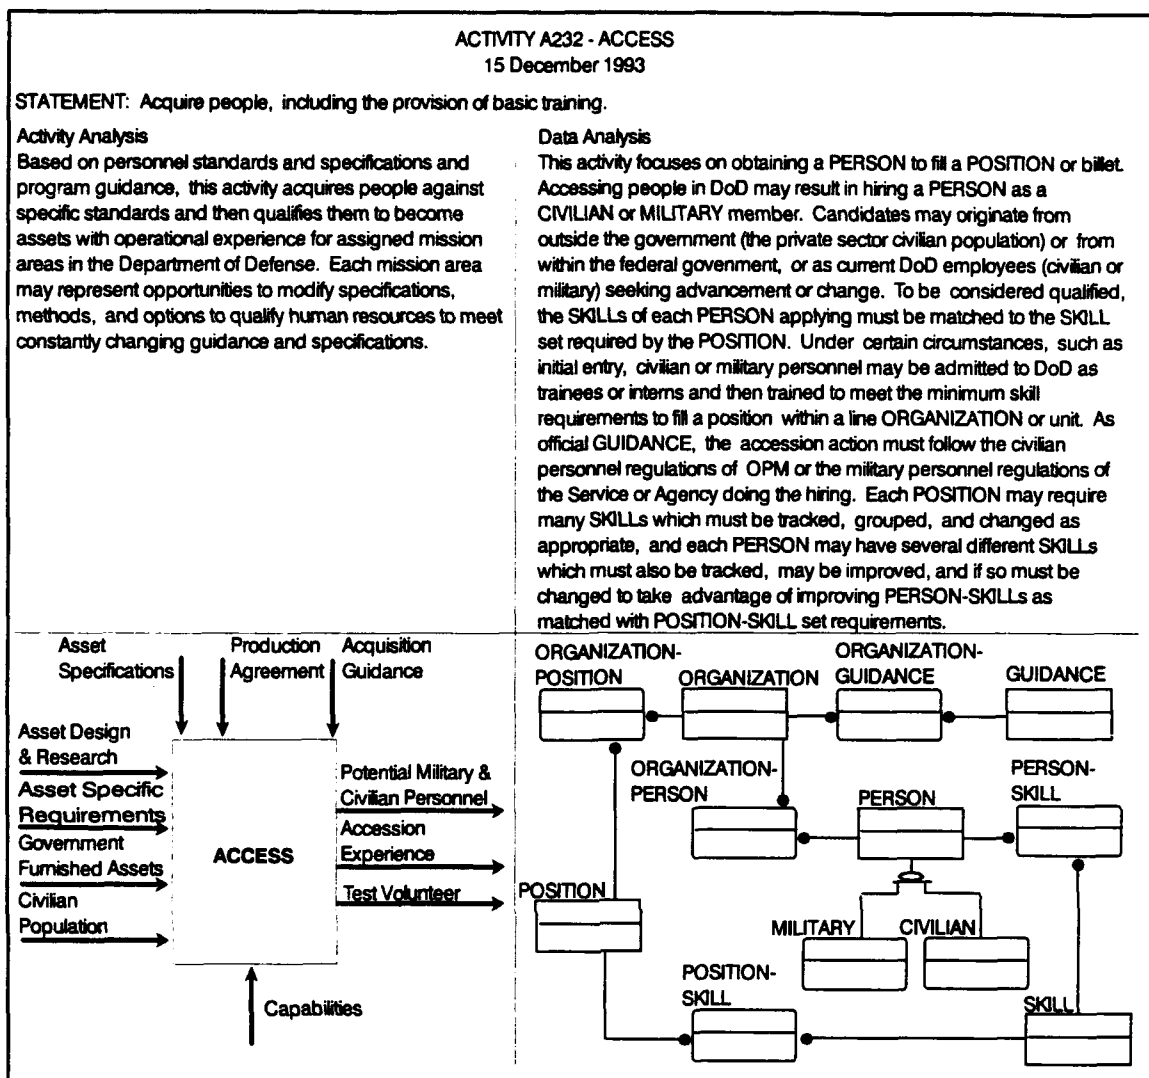 ACTIVITY A232 - ACCESS
15 December 1993
STATEMENT: Acquire people, including the provision of basic training.
Activity Analysis
Based on personnel standards and specifications and
program guidance, this activity acquires people against
specific standards and then qualifies them to become
assets with operational experience for assigned mission
areas in the Department of Defense. Each mission area
may represent opportunities to modify specifications,
methods, and options to qualify human resources to meet
constantly changing guidance and specifications.
Data Analysis
This activity focuses on obtaining a PERSON to fill a POSITION or billet.
Accessing people in DoD may result in hiring a PERSON as a
CIVILIAN or MILITARY member. Candidates may originate from
outside the government (the private sector civilian population) or from
within the federal govenment, or as current DoD employees (civilian or
military) seeking advancement or change. To be considered qualified,
the SKILLs of each PERSON applying must be matched to the SKILL
set required by the POSITION. Under certain circumstances, such as
initial entry, civilian or military personnel may be admitted to DoD as
trainees or interns and then trained to meet the minimum skill
requirements to fill a position within a line ORGANIZATION or unit. As
official GUIDANCE, the accession action must follow the civilian
personnel regulations of OPM or the military personnel regulations of
the Service or Agency doing the hiring. Each POSITION may require
many SKILLs which must be tracked, grouped, and changed as
appropriate, and each PERSON may have several different SKILLs
which must also be tracked, may be improved, and if so must be
changed to take advantage of improving PERSON-SKILLs as
matched with POSITION-SKILL set requirements.
Asset
Specifications
Production
Agreement
Acquisition
Guidance
Asset Design
& Research
Asset Specific
Requirements
Government
Furnished Assets
Civilian
Population
ACCESS
Potential Military &
Civilian Personnel
Accession
Experience
Test Volunteer
Capabilities
ORGANIZATION-
POSITION
ORGANIZATION
ORGANIZATION-
GUIDANCE
GUIDANCE
ORGANIZATION-
PERSON
PERSON
PERSON-
SKILL
POSITION
MILITARY
CIVILIAN
POSITION-
SKILL
SKILL